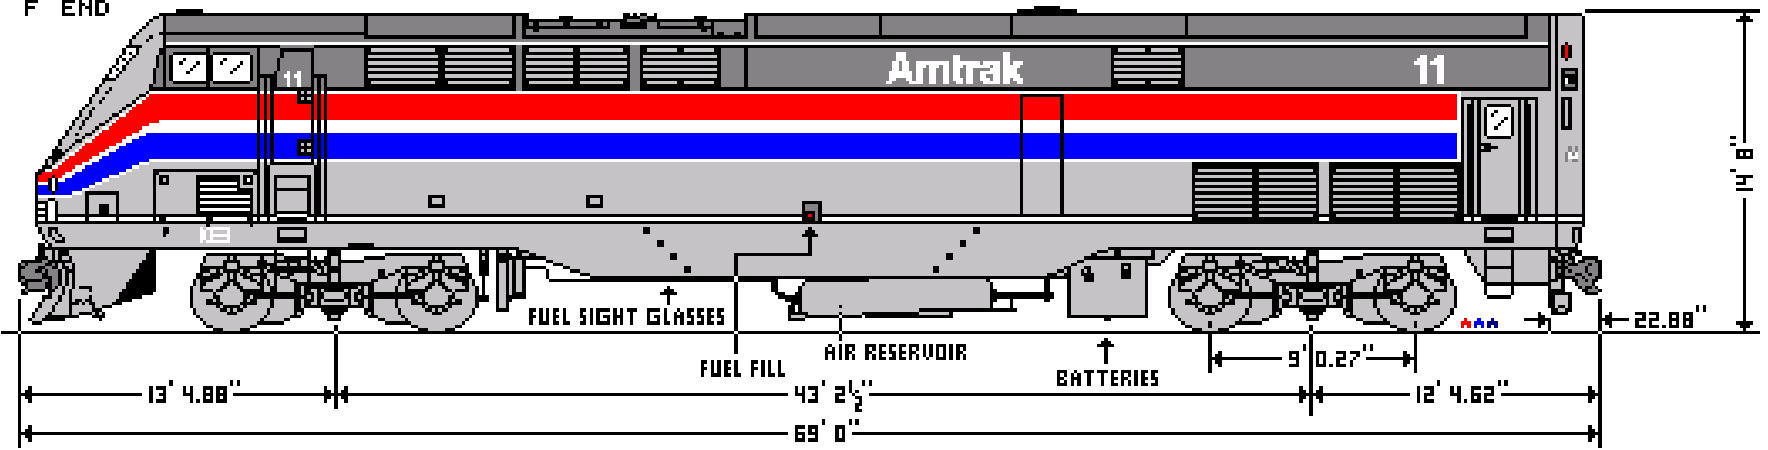 F END
11
Amtrak
11
14' 8"
FUEL SIGHT GLASSES
22.88"
AIR RESERVOIR
9' 0.27"
FUEL FILL
BATTERIES
13' 4.88"
43' 2½"
12' 4.62"
69' 0"